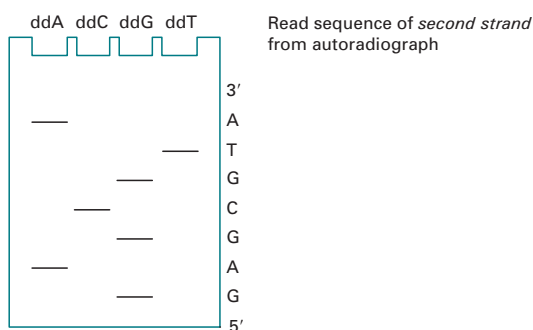 ddA ddC ddG ddT
Read sequence of second strand
from autoradiograph
3′
A
T
G
C
G
A
G
5′